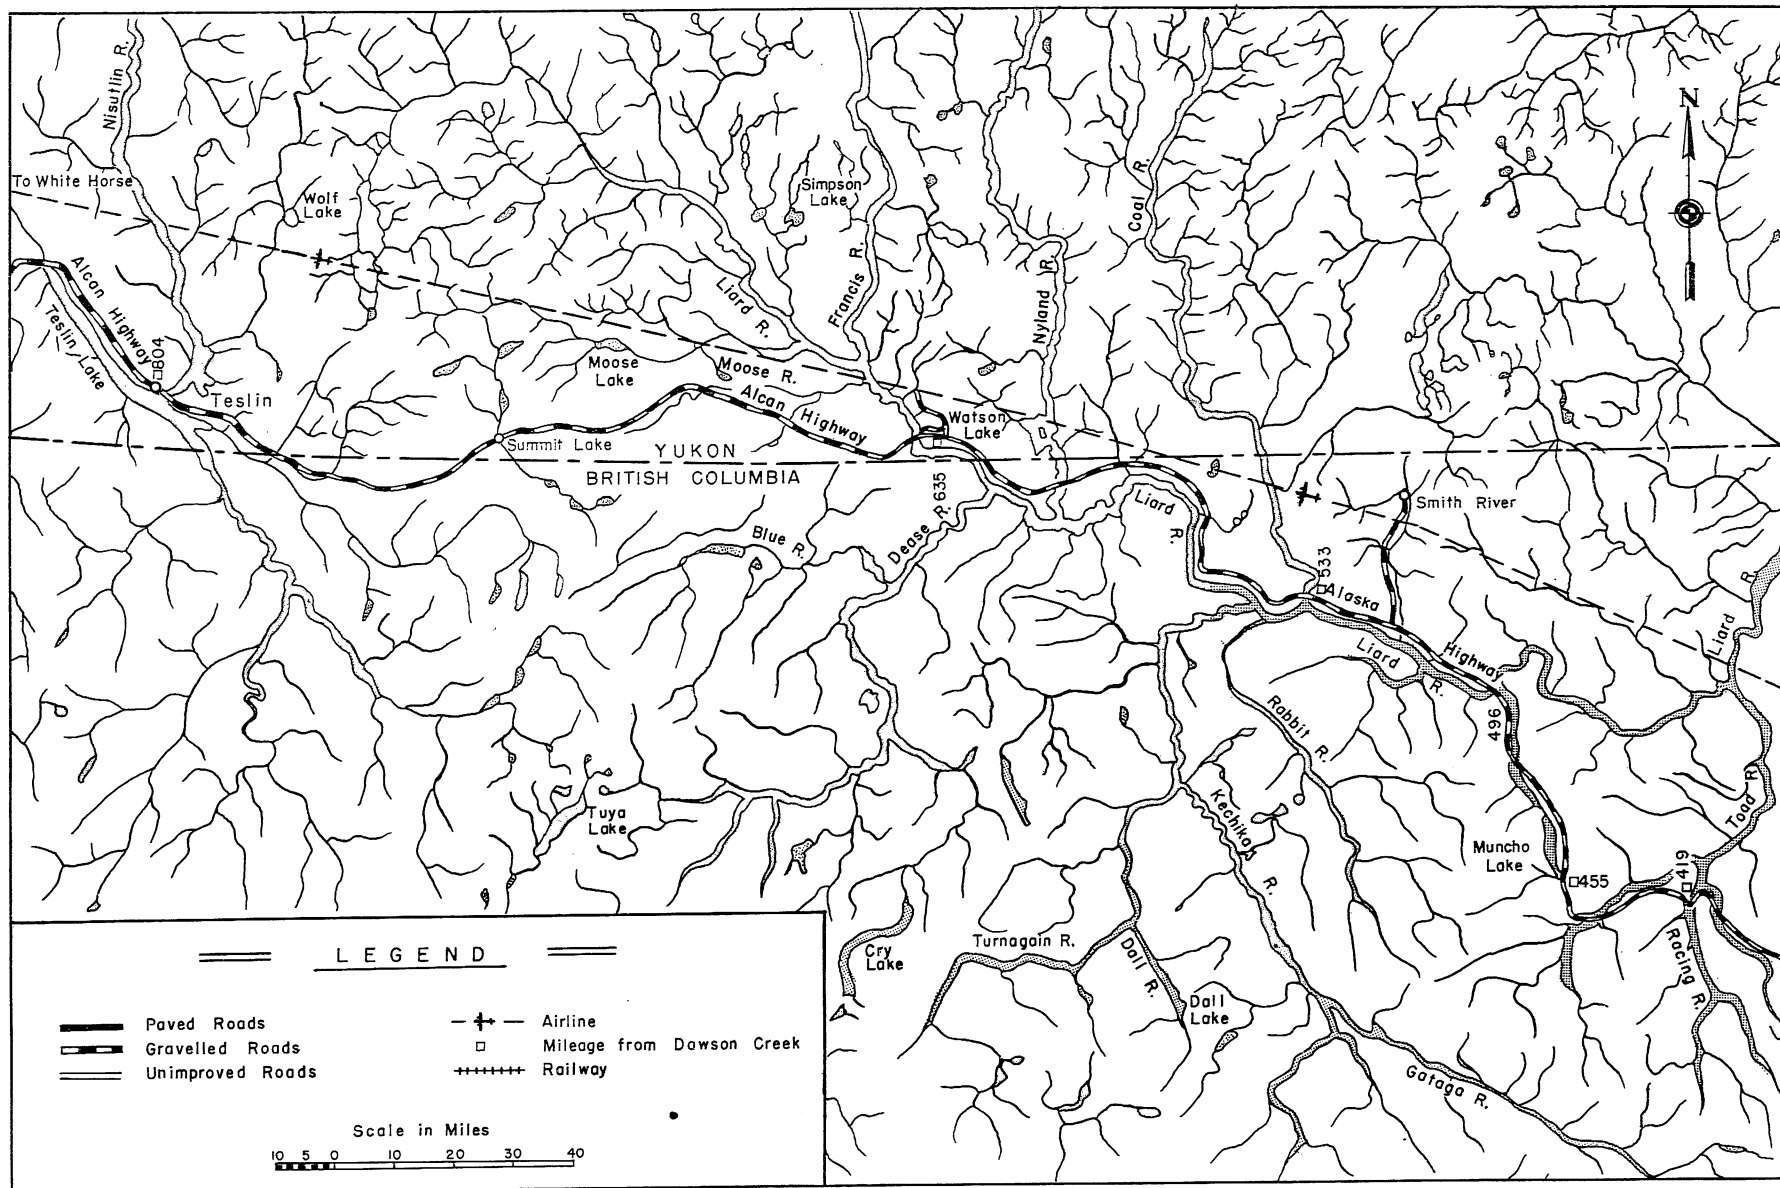 N
Nisutlin R.
To White Horse
Wolf
Lake
Simpson
Lake
Coal R.
Alcan Highway
Teslin Lake
804
Teslin
Liard R.
Francis R.
Nyland R.
Moose
Lake
Moose R.
Alcan Highway
Watson
Lake
Summit Lake
YUKON
BRITISH COLUMBIA
635
Liard R.
Smith River
Blue R.
Dease R.
533
Alaska Highway
Liard R.
Liard R.
496
Rabbit R.
Kechika R.
Toad R.
Tuya
Lake
Muncho
Lake
455
419
Cry
Lake
Turnagain R.
Dall R.
Dall
Lake
Racing R.
Gataga R.
LEGEND
Paved Roads
Gravelled Roads
Unimproved Roads
Airline
Mileage from Dawson Creek
Railway
Scale in Miles
10 5 0 10 20 30 40